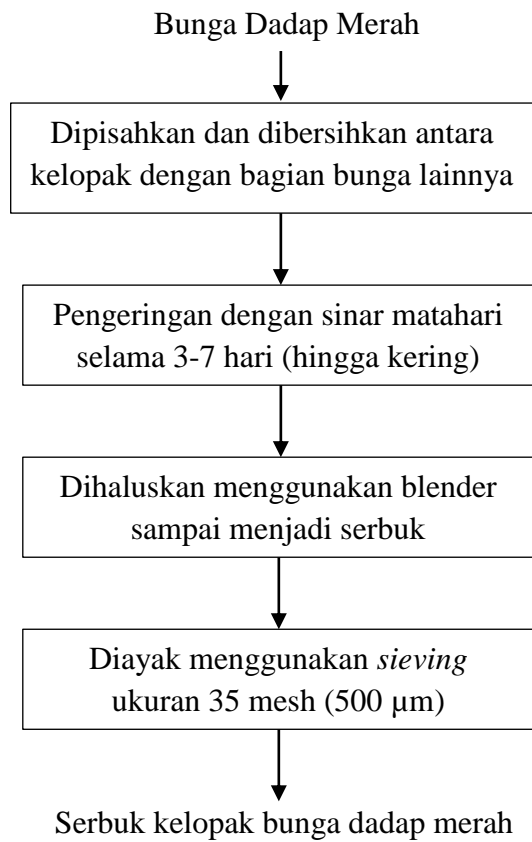 Bunga Dadap Merah
Dipisahkan dan dibersihkan antara
kelopak dengan bagian bunga lainnya
Pengeringan dengan sinar matahari
selama 3-7 hari (hingga kering)
Dihaluskan menggunakan blender
sampai menjadi serbuk
Diayak menggunakan sieving
ukuran 35 mesh (500 µm)
Serbuk kelopak bunga dadap merah